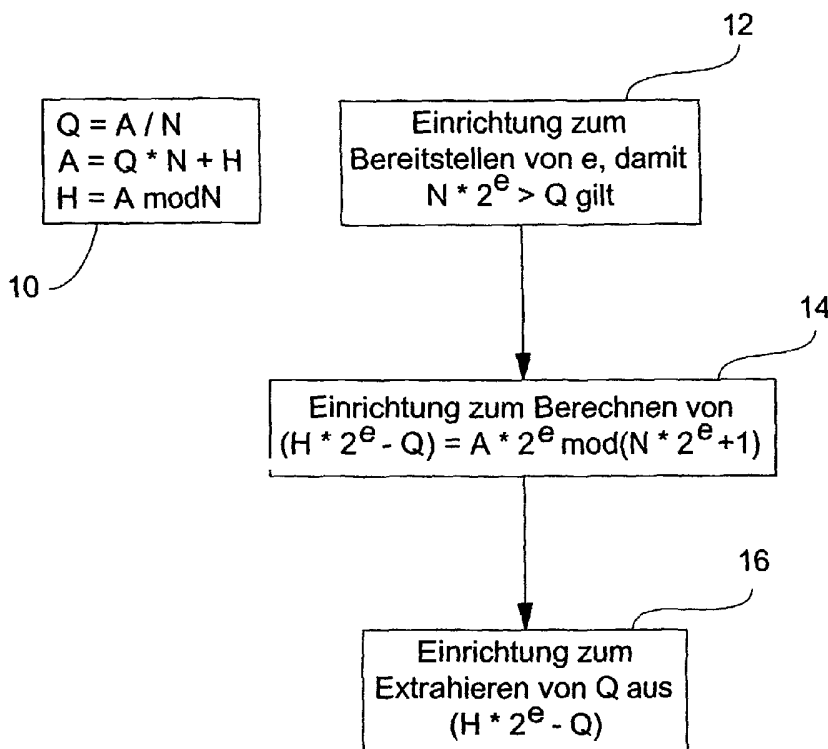 12
Q = A / N
A = Q * N + H
H = A modN
10
Einrichtung zum
Bereitstellen von e, damit
N * 2^e > Q gilt
14
Einrichtung zum Berechnen von
(H * 2^e - Q) = A * 2^e mod(N * 2^e +1)
16
Einrichtung zum
Extrahieren von Q aus
(H * 2^e - Q)